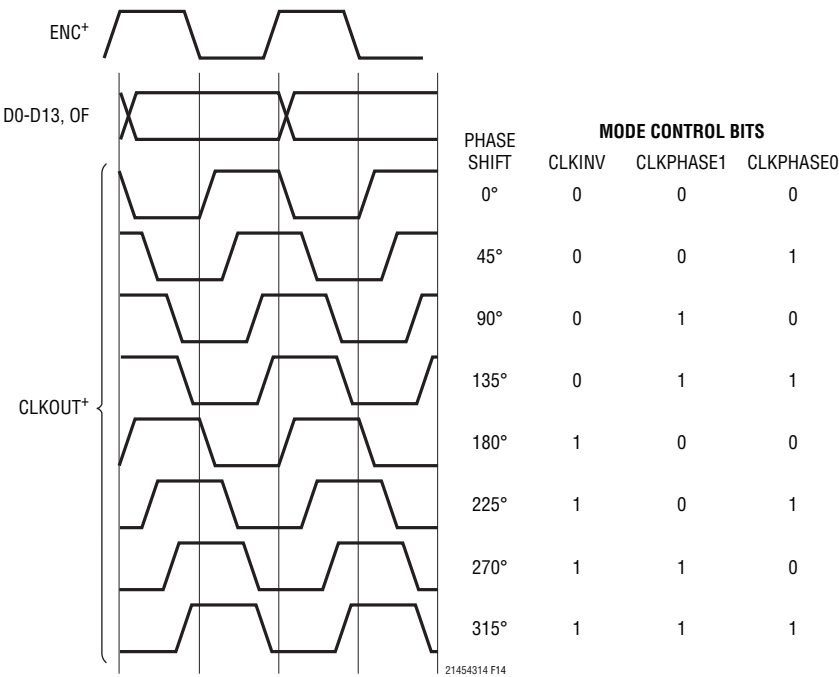 ENC+
D0-D13, OF
PHASE SHIFT
MODE CONTROL BITS
CLKINV CLKPHASE1 CLKPHASE0
0° 0 0 0
45° 0 0 1
90° 0 1 0
135° 0 1 1
CLKOUT+
180° 1 0 0
225° 1 0 1
270° 1 1 0
315° 1 1 1
21454314 F14